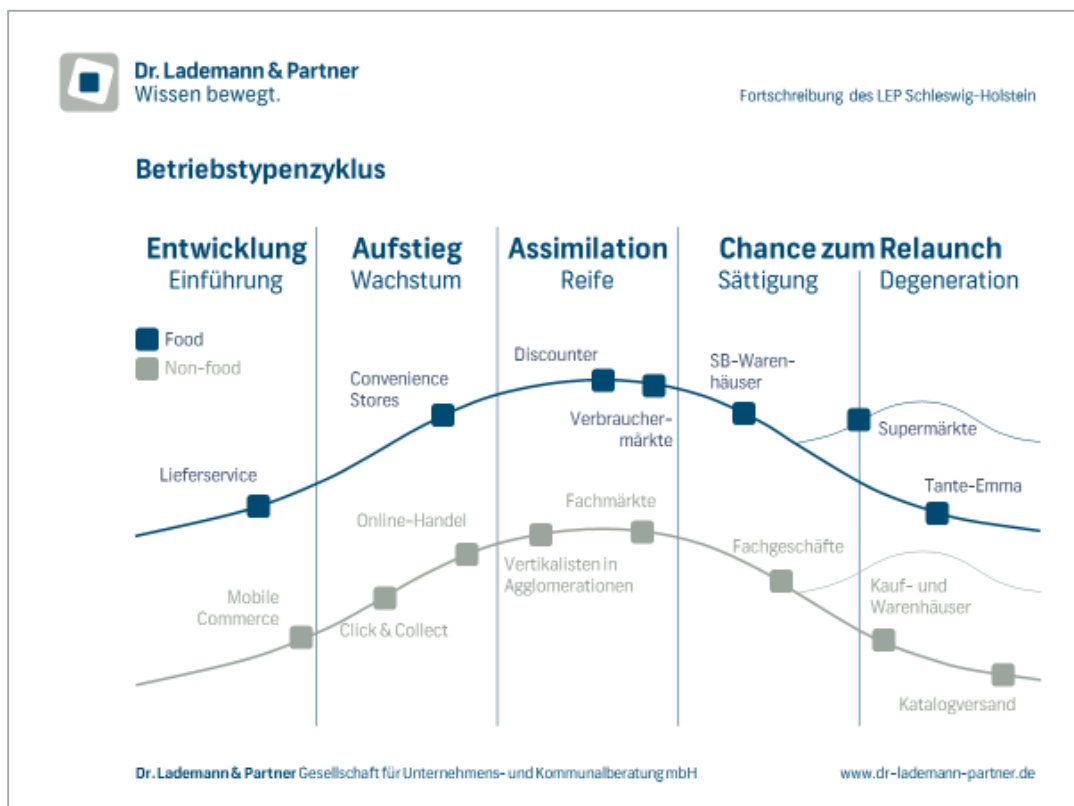 Dr. Lademann & Partner
Wissen bewegt.
Fortschreibung des LEP Schleswig-Holstein
Betriebstypenzyklus
Entwicklung
Einführung
Aufstieg
Wachstum
Assimilation
Reife
Chance zum Relaunch
Sättigung
Degeneration
Food
Non-food
Lieferservice
Convenience
Stores
Discounter
Verbraucher-
märkte
SB-Waren-
häuser
Supermärkte
Tante-Emma
Mobile
Commerce
Click & Collect
Online-Handel
Vertikalisten in
Agglomerationen
Fachmärkte
Fachgeschäfte
Kauf- und
Warenhäuser
Katalogversand
Dr. Lademann & Partner Gesellschaft für Unternehmens- und Kommunalberatung mbH
www.dr-lademann-partner.de